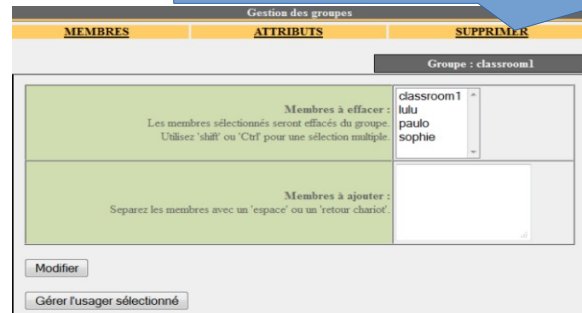 Gestion des groupes
MEMBRES ATTRIBUTS SUPPRIMER
Groupe : classroom1
Membres à effacer :
Les membres sélectionnés seront effacés du groupe.
Utilisez 'shift' ou 'Ctrl' pour une sélection multiple.
classroom1
lulu
paulo
sophie
Membres à ajouter :
Separez les membres avec un 'espace' ou un 'retour chariot'.
Modifier
Gérer l'usager sélectionné